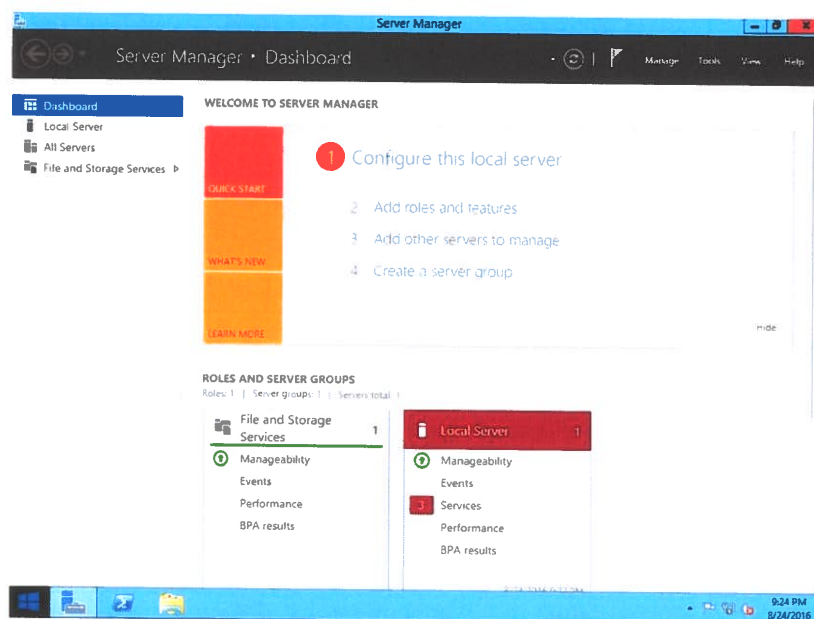 Server Manager
Server Manager • Dashboard
Manage Tools View Help
Dashboard
Local Server
All Servers
File and Storage Services
WELCOME TO SERVER MANAGER
QUICK START
WHAT'S NEW
LEARN MORE
1 Configure this local server
2 Add roles and features
3 Add other servers to manage
4 Create a server group
Hide
ROLES AND SERVER GROUPS
Roles: 1 | Server groups: 1 | Servers total: 1
File and Storage
Services
1
Manageability
Events
Performance
BPA results
Local Server 1
Manageability
Events
3 Services
Performance
BPA results
9:24 PM
8/24/2016